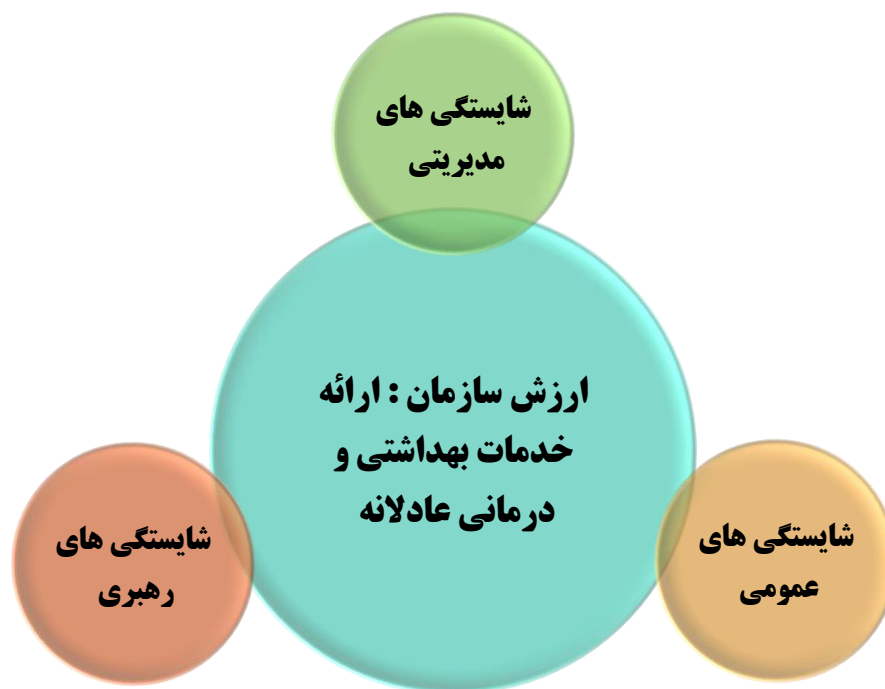 شایستگی های
مدیریتی
ارزش سازمان : ارائه
خدمات بهداشتی و
درمانی عادلانه
شایستگی های
عمومی
شایستگی های
رهبری